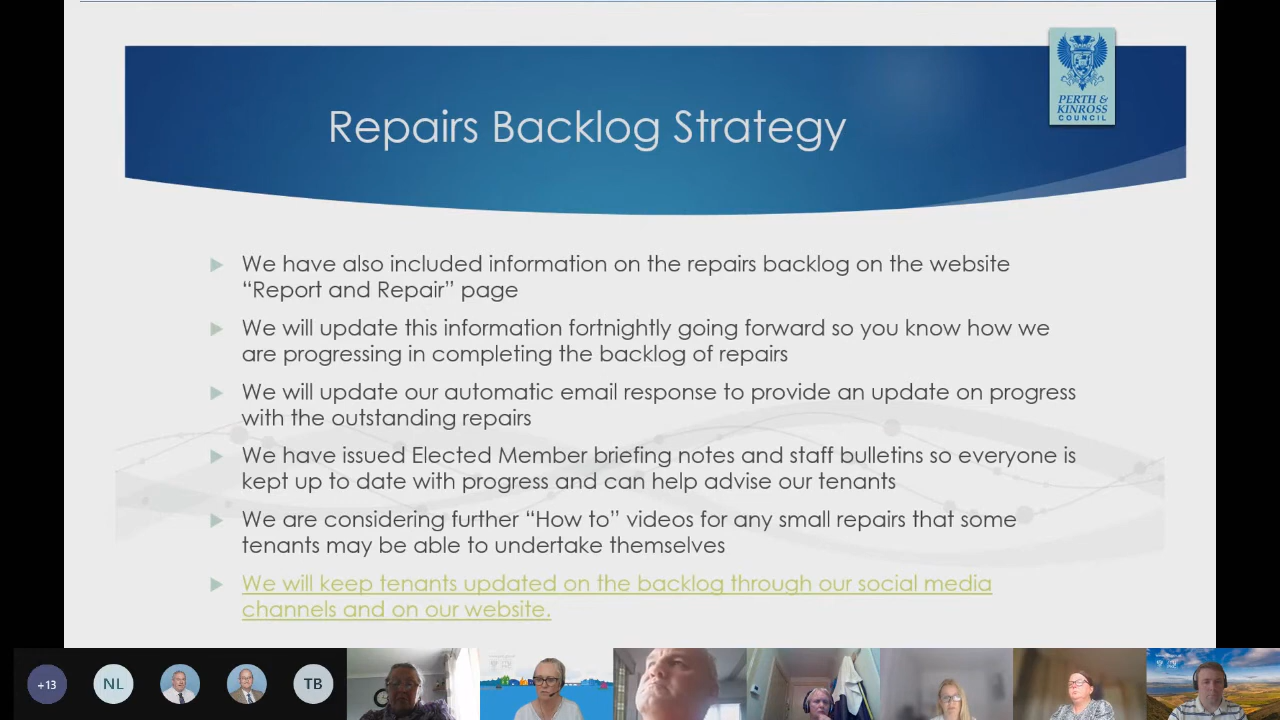 PERTH &
KINROSS
COUNCIL
Repairs Backlog Strategy
We have also included information on the repairs backlog on the website
“Report and Repair” page
We will update this information fortnightly going forward so you know how we
are progressing in completing the backlog of repairs
We will update our automatic email response to provide an update on progress
with the outstanding repairs
We have issued Elected Member briefing notes and staff bulletins so everyone is
kept up to date with progress and can help advise our tenants
We are considering further “How to” videos for any small repairs that some
tenants may be able to undertake themselves
We will keep tenants updated on the backlog through our social media
channels and on our website.
+13
NL
TB